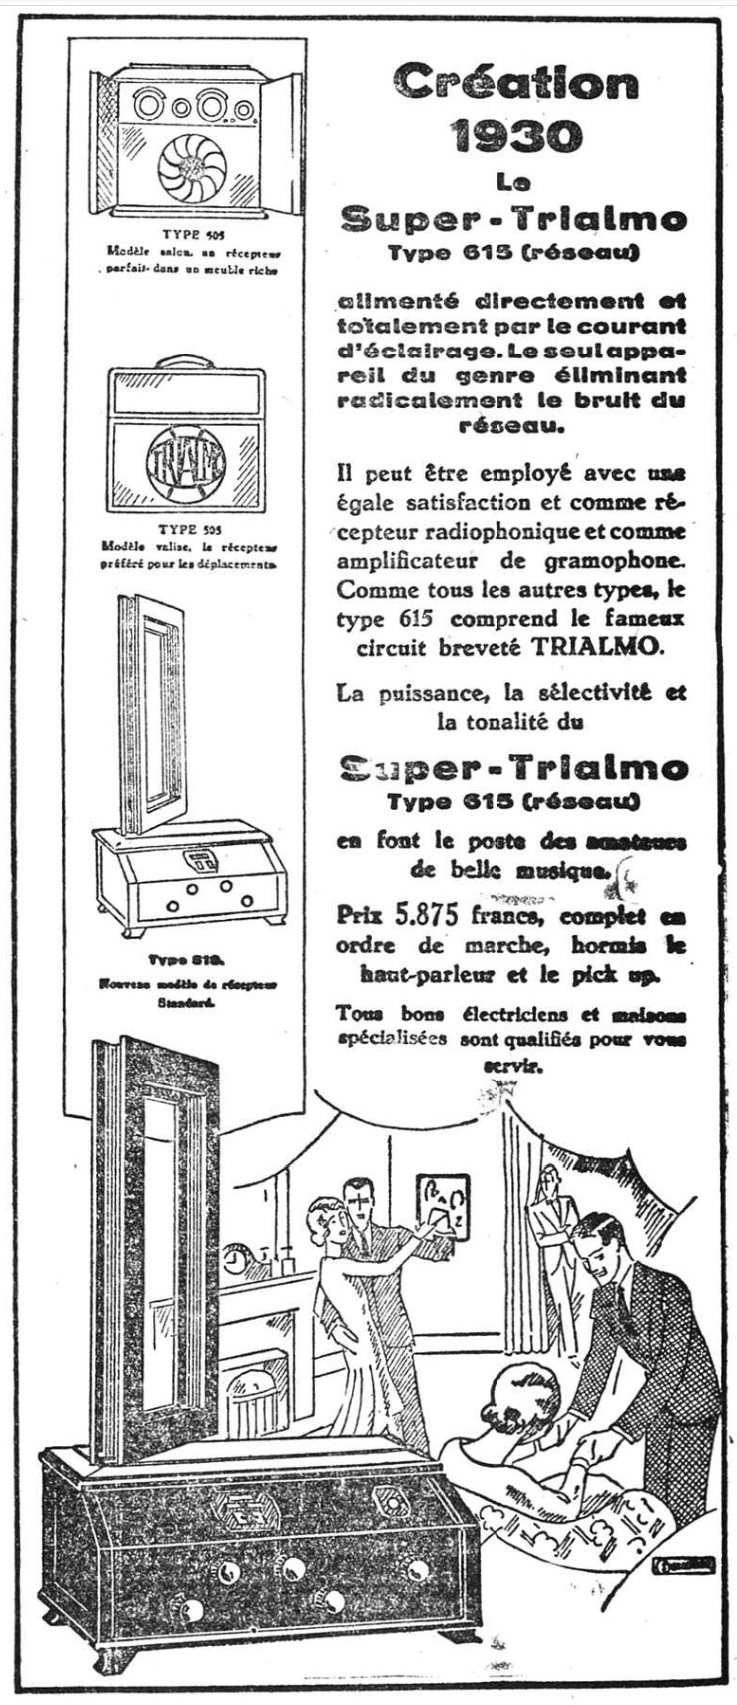 TYPE 505
Modèle salon, un récepteur
parfait dans un meuble riche
TRIALMO
TYPE 505
Modèle valise, le récepteur
préféré pour les déplacements
Nouveau modèle de récepteur
Standard.
Création
1930
Le
Super-Trialmo
Type 615 (réseau)
alimenté directement et
totalement par le courant
d'éclairage. Le seul appa-
reil du genre éliminant
radicalement le bruit du
réseau.
Il peut être employé avec une
égale satisfaction et comme ré-
cepteur radiophonique et comme
amplificateur de gramophone.
Comme tous les autres types, le
type 615 comprend le fameux
circuit breveté TRIALMO.
La puissance, la sélectivité et
la tonalité du
Super-Trialmo
Type 615 (réseau)
en font le poste des amateurs
de belle musique.
Prix 5.875 francs, complet en
ordre de marche, hormis le
haut-parleur et le pick up.
Tous bons électriciens et maisons
spécialisées sont qualifiés pour vous
servir.